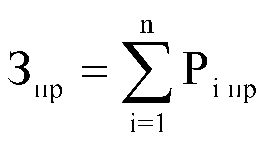 n
З пр = ∑ Р i пр
i=1